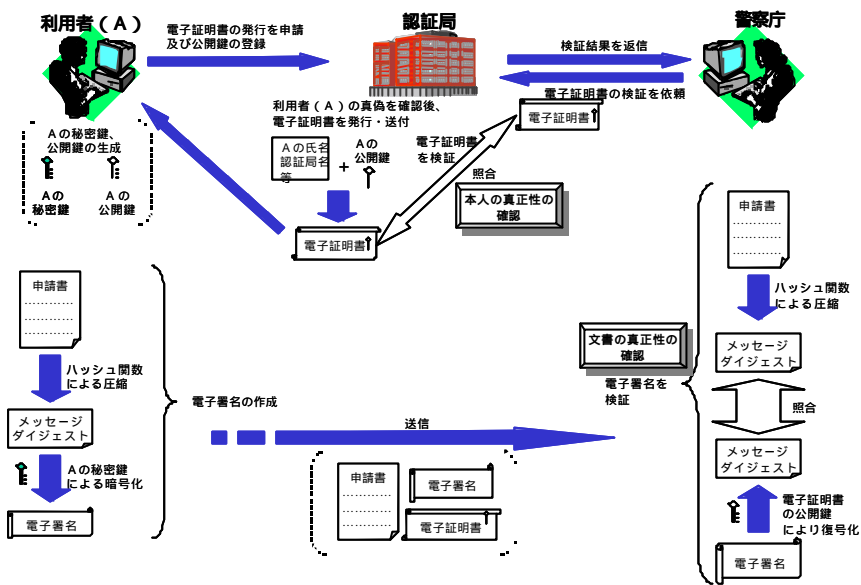 利用者（Ａ）
認証局
警察庁
電子証明書の発行を申請
及び公開鍵の登録
検証結果を返信
電子証明書の検証を依頼
利用者（Ａ）の真偽を確認後、
電子証明書を発行・送付
電子証明書
Ａの秘密鍵、
公開鍵の生成
Ａの
秘密鍵
Ａの
公開鍵
Ａの氏名
認証局名
等
＋
Ａの
公開鍵
電子証明書
を検証
照合
本人の真正性の
確認
電子証明書
申請書
ハッシュ関数
による圧縮
メッセージ
ダイジェスト
Ａの秘密鍵
による暗号化
電子署名
電子署名の作成
送信
申請書
電子署名
電子証明書
文書の真正性の
確認
電子署名を
検証
申請書
ハッシュ関数
による圧縮
メッセージ
ダイジェスト
照合
メッセージ
ダイジェスト
電子証明書
の公開鍵
により復号化
電子署名